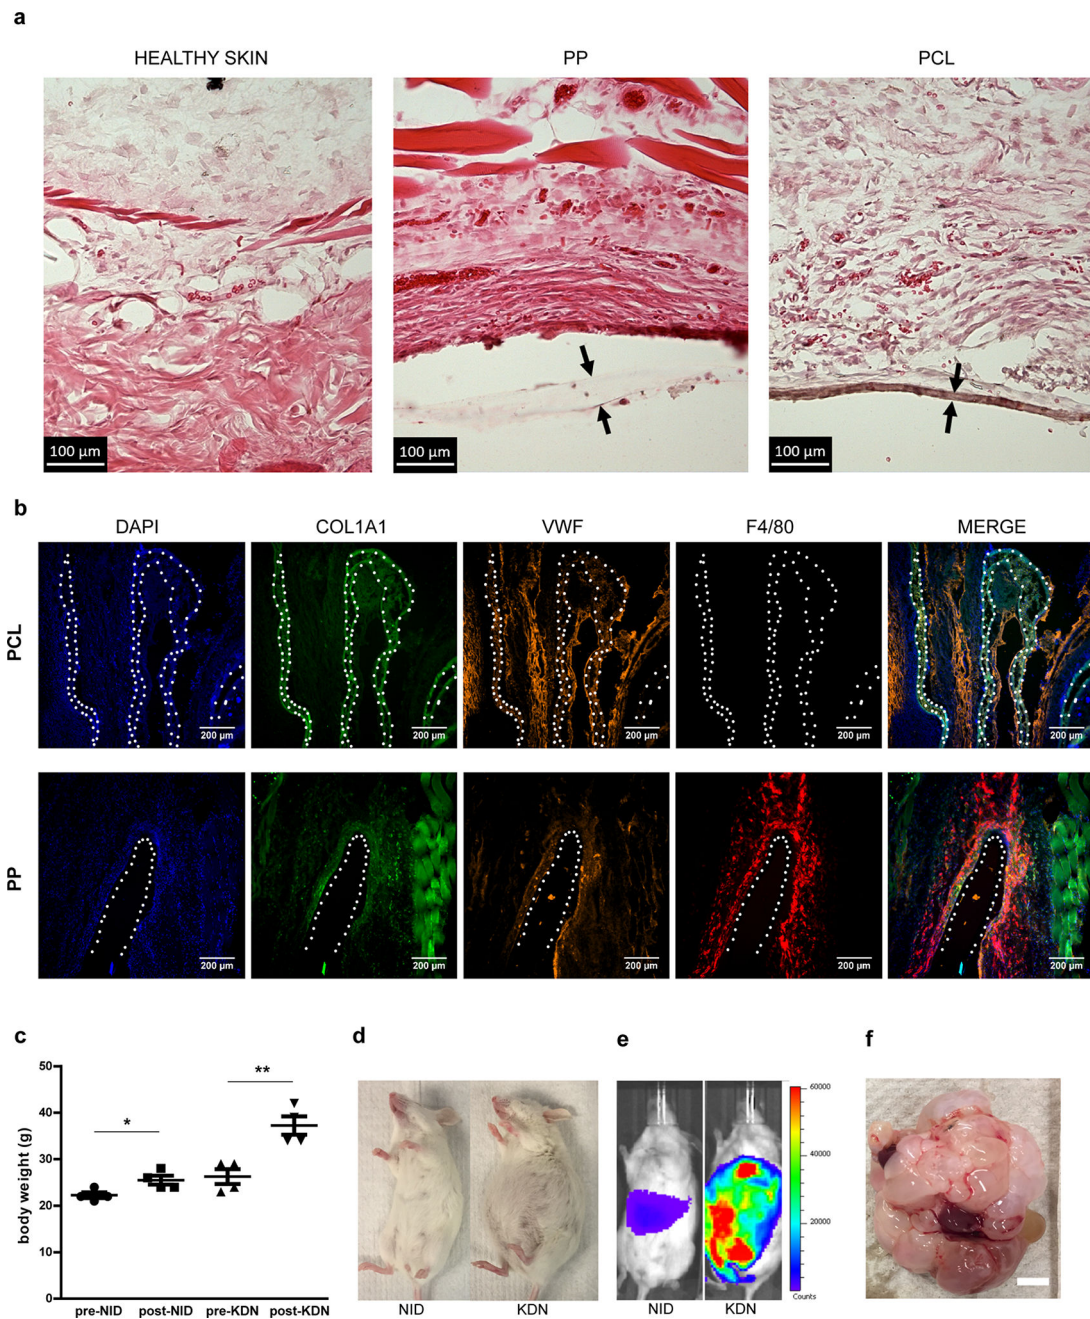 a
HEALTHY SKIN
PP
PCL
100 µm
100 µm
100 µm
b
DAPI
COL1A1
VWF
F4/80
MERGE
PCL
200 µm
200 µm
200 µm
200 µm
200 µm
PP
200 µm
200 µm
200 µm
200 µm
200 µm
c
body weight (g)
50
40
30
20
10
0
*
**
pre-NID
post-NID
pre-KDN
post-KDN
d
NID
KDN
e
60000
40000
20000
Counts
NID
KDN
f